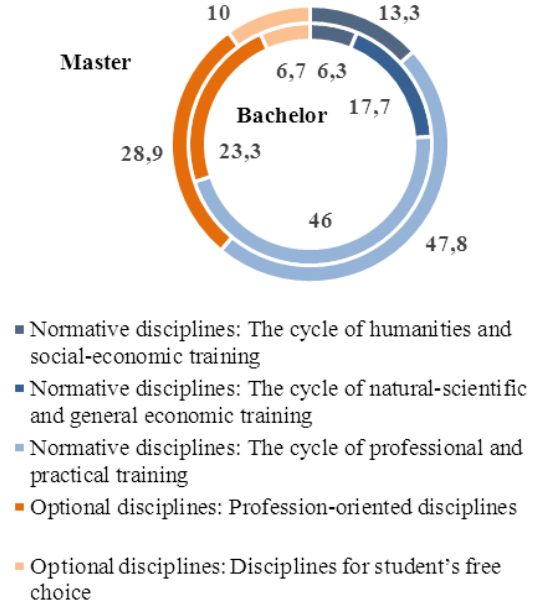 10
13,3
Master
6,7
6,3
17,7
Bachelor
28,9
23,3
46
47,8
Normative disciplines: The cycle of humanities and
social-economic training
Normative disciplines: The cycle of natural-scientific
and general economic training
Normative disciplines: The cycle of professional and
practical training
Optional disciplines: Profession-oriented disciplines
Optional disciplines: Disciplines for student’s free
choice